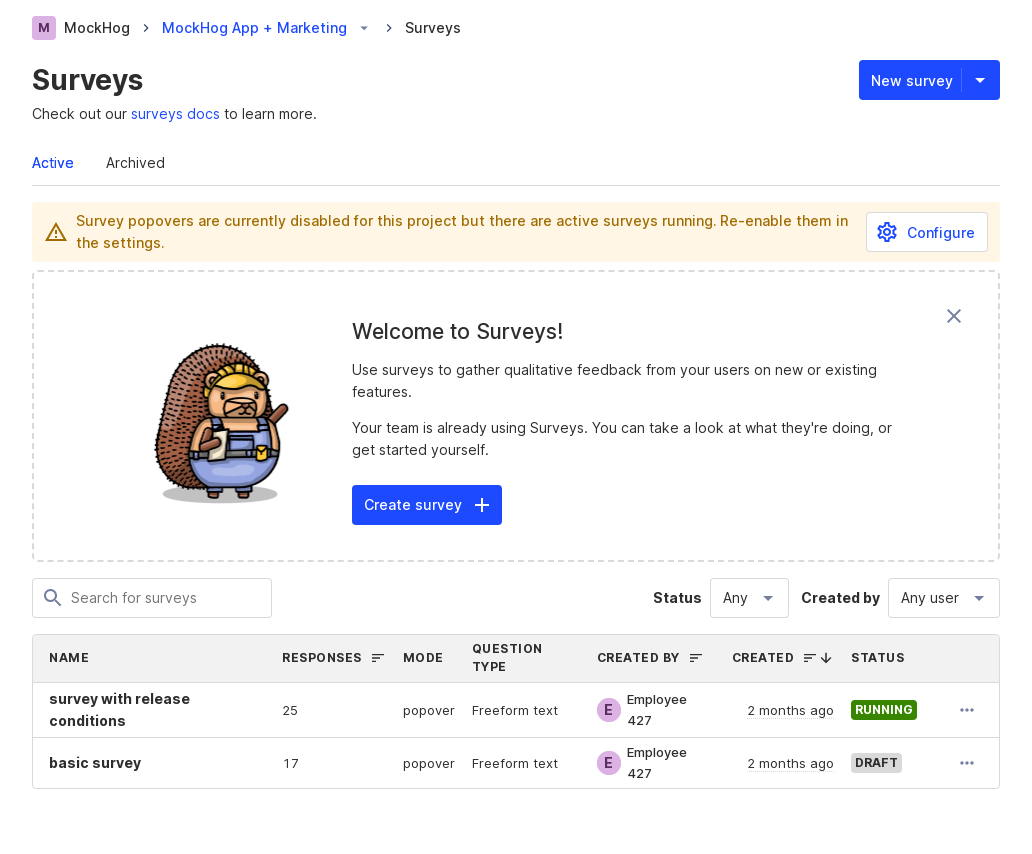 M MockHog MockHog App + Marketing Surveys
Surveys
New survey
Check out our surveys docs to learn more.
Active Archived
Survey popovers are currently disabled for this project but there are active surveys running. Re-enable them in
the settings.
Configure
Welcome to Surveys!
Use surveys to gather qualitative feedback from your users on new or existing
features.
Your team is already using Surveys. You can take a look at what they're doing, or
get started yourself.
Create survey
Search for surveys Status Any Created by Any user
NAME RESPONSES MODE QUESTION TYPE CREATED BY CREATED STATUS
survey with release
conditions
25 popover Freeform text E Employee
427
2 months ago RUNNING
basic survey 17 popover Freeform text E Employee
427
2 months ago DRAFT